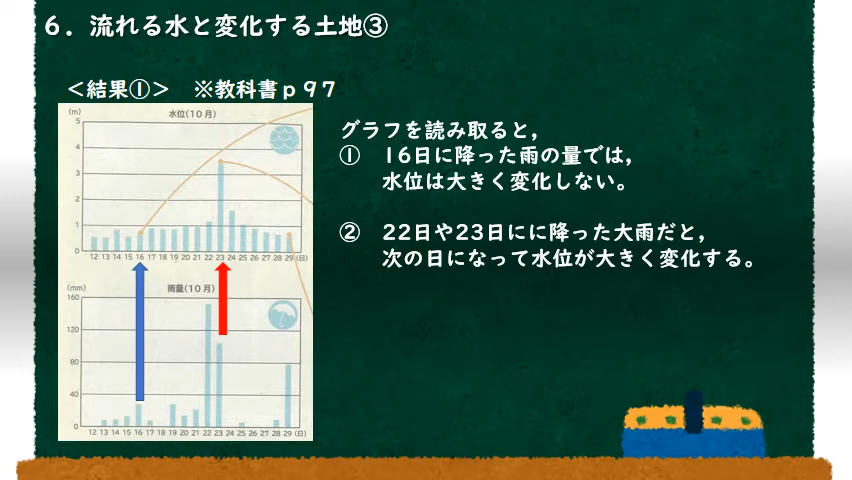 6．流れる水と変化する土地③
＜結果①＞　※教科書ｐ97
(m)
水位(10月)
5
4
3
2
1
0
12 13 14 15 16 17 18 19 20 21 22 23 24 25 26 27 28 29 (日)
(mm)
雨量(10月)
160
120
80
40
0
12 13 14 15 16 17 18 19 20 21 22 23 24 25 26 27 28 29 (日)
グラフを読み取ると，
①　16日に降った雨の量では，
水位は大きく変化しない。
②　22日や23日にに降った大雨だと，
次の日になって水位が大きく変化する。